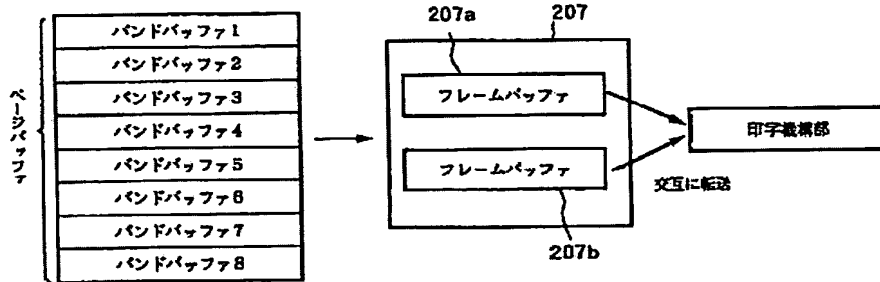 ページバッファ
バンドバッファ1
バンドバッファ2
バンドバッファ3
バンドバッファ4
バンドバッファ5
バンドバッファ6
バンドバッファ7
バンドバッファ8
207a
207
フレームバッファ
フレームバッファ
207b
印字機構部
交互に転送